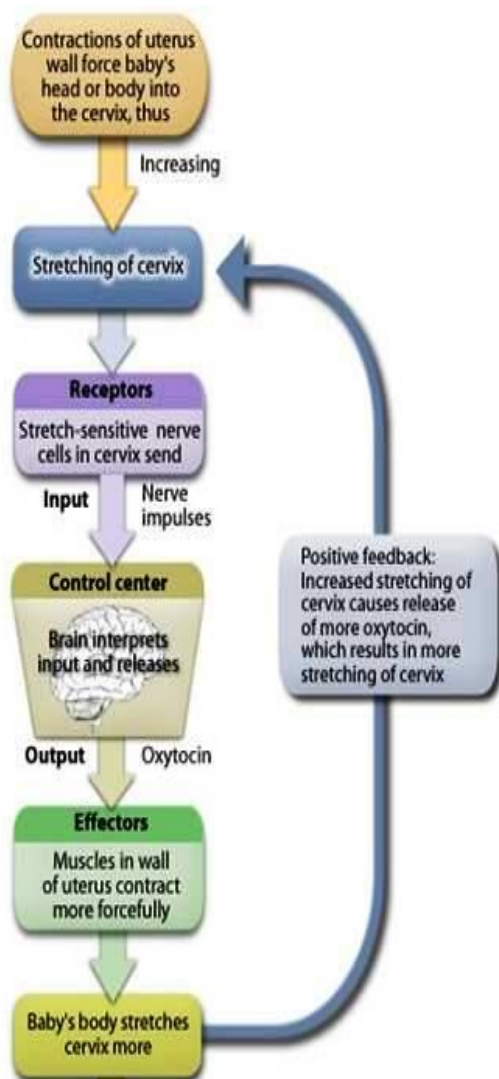 Contractions of uterus
wall force baby's
head or body into
the cervix, thus
Increasing
Stretching of cervix
Receptors
Stretch-sensitive nerve
cells in cervix send
Input
Nerve
impulses
Control center
Brain interprets
input and releases
Output
Oxytocin
Effectors
Muscles in wall
of uterus contract
more forcefully
Baby's body stretches
cervix more
Positive feedback:
Increased stretching of
cervix causes release
of more oxytocin,
which results in more
stretching of cervix